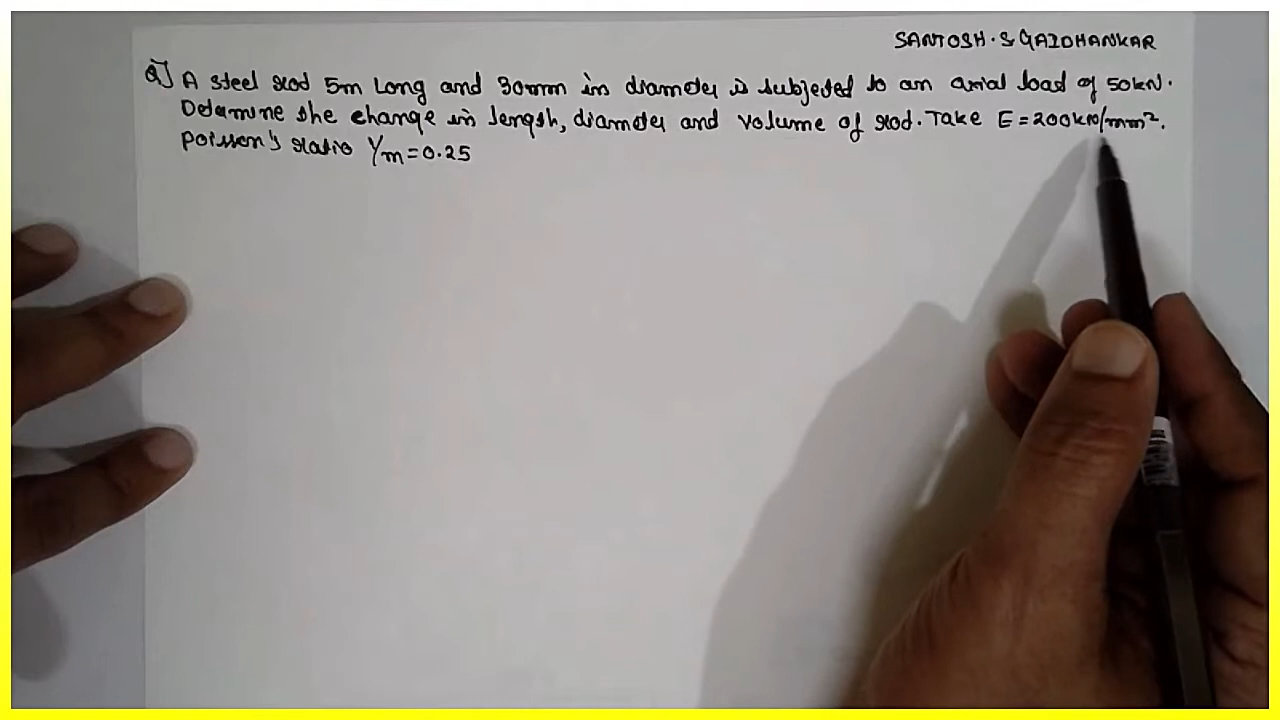 SANTOSH.S GAIDHANKAR
Q] A steel rod 5m Long and 30mm in diameter is subjected to an axial load of 50kN.
Determine the change in length, diameter and volume of rod. Take E = 200kN/mm².
poisson's ratio 1/m = 0.25